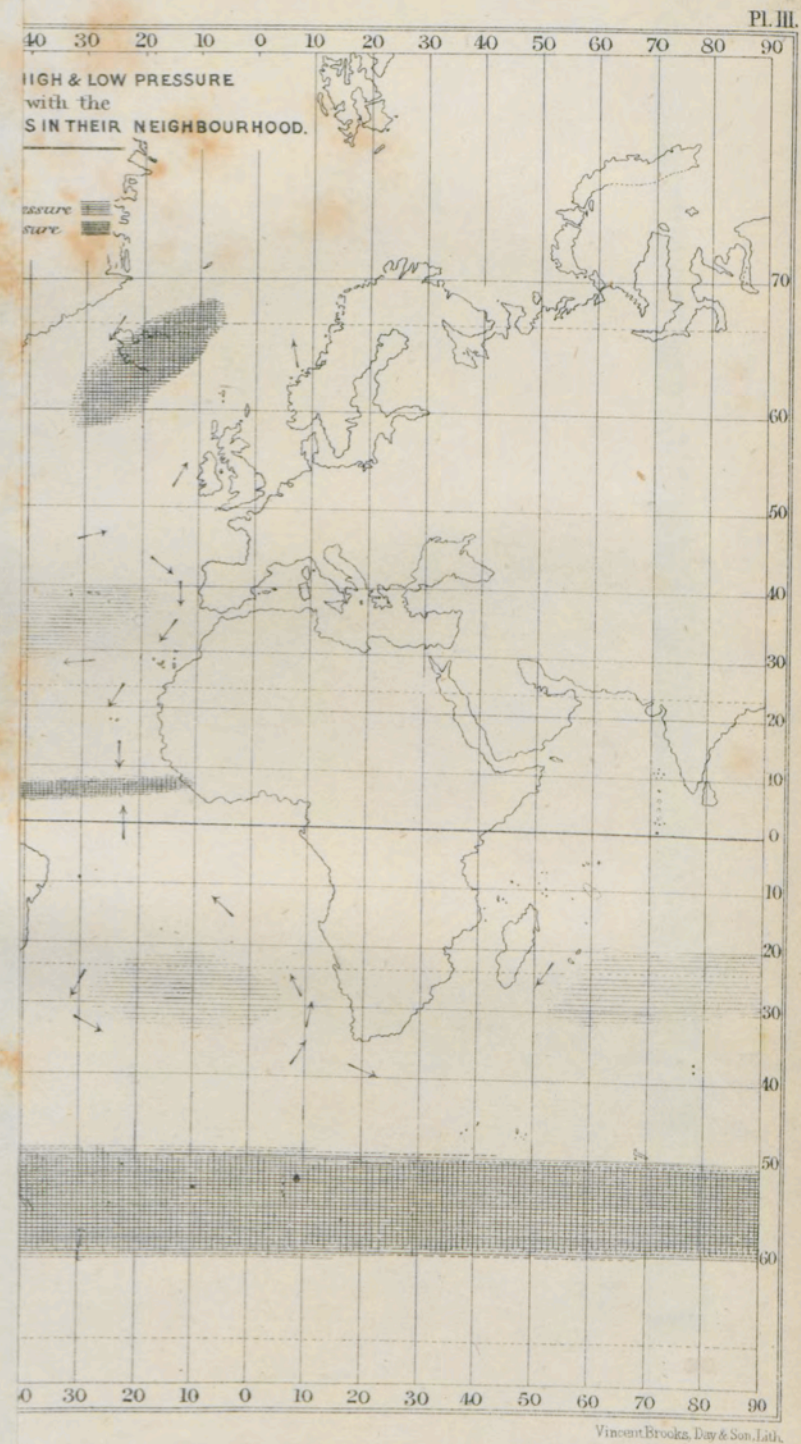 Pl. III.
40 30 20 10 0 10 20 30 40 50 60 70 80 90
HIGH & LOW PRESSURE
with the
S IN THEIR NEIGHBOURHOOD.
essure
sure
70
60
50
40
30
20
10
0
10
20
30
40
50
60
0 30 20 10 0 10 20 30 40 50 60 70 80 90
Vincent Brooks, Day & Son, Lith.